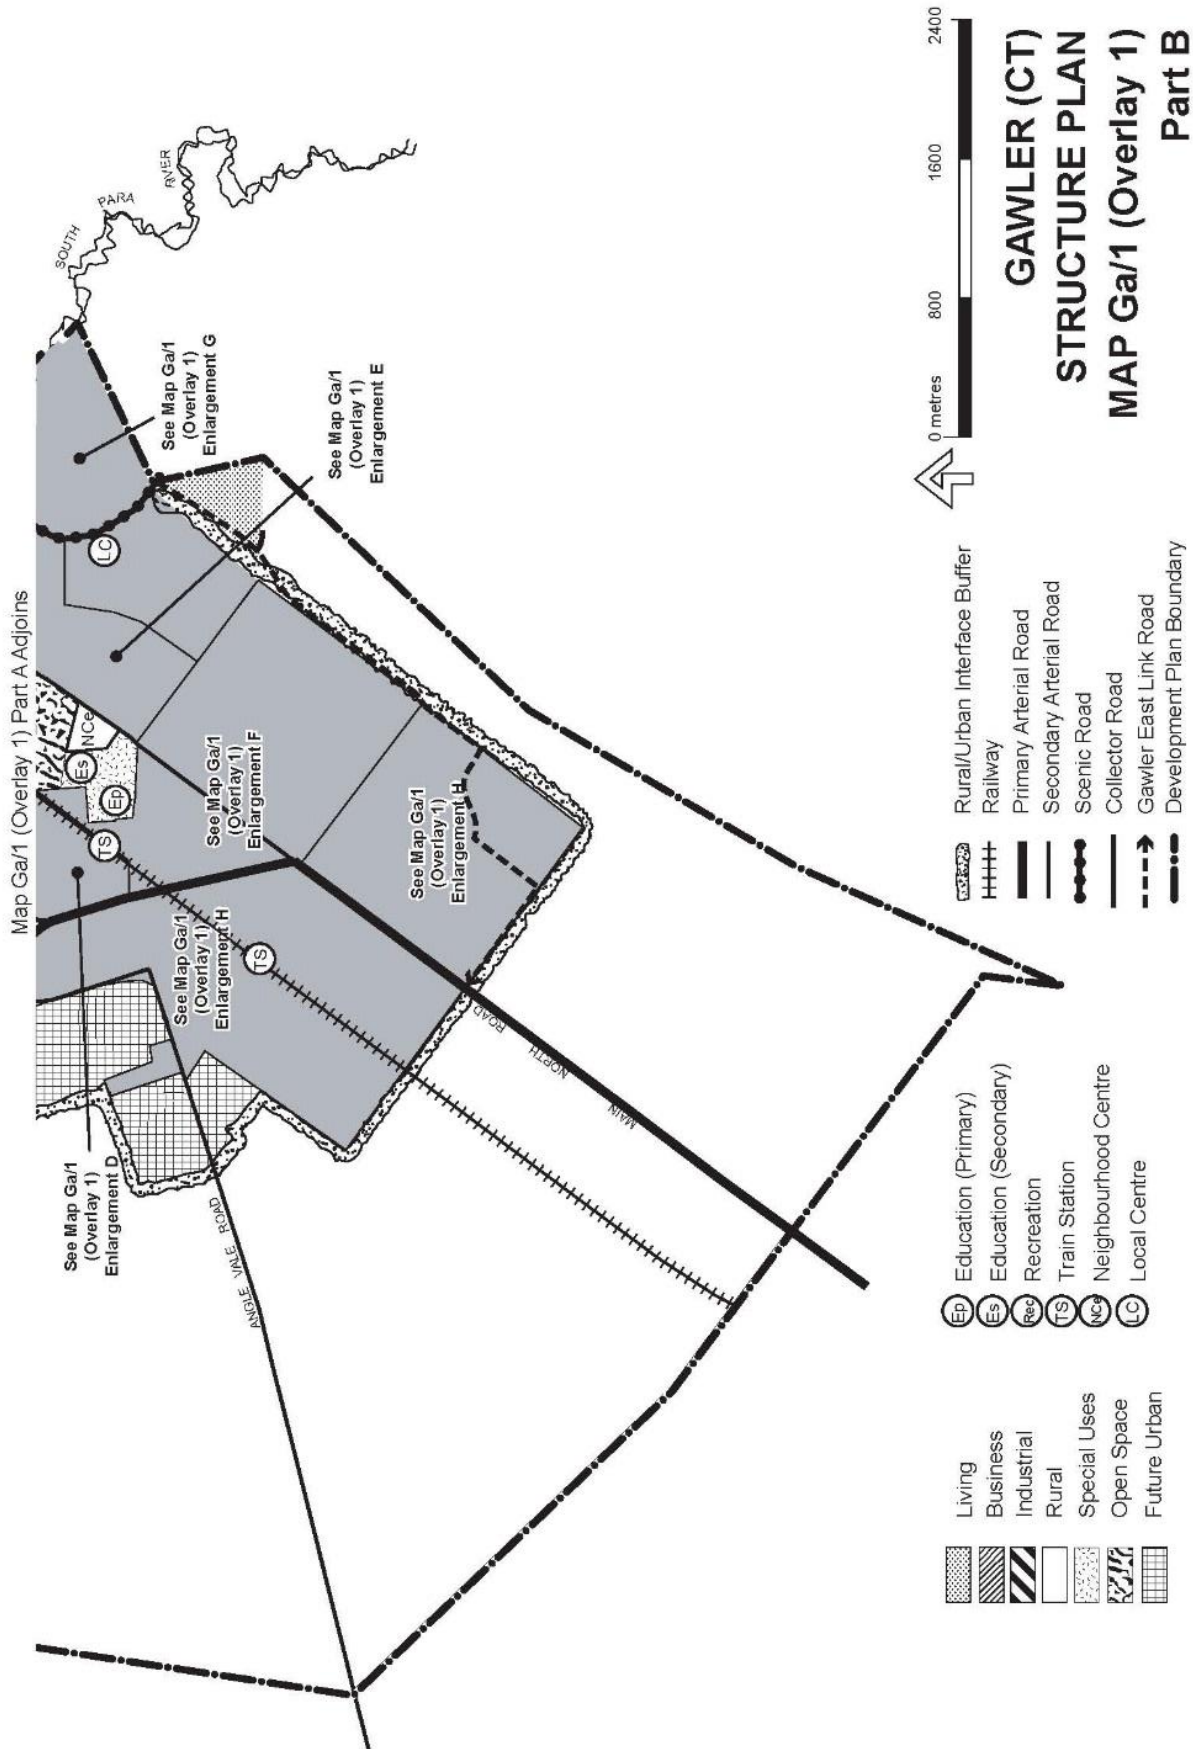 Map Ga/1 (Overlay 1) Part A Adjoins
SOUTH
PARA
RIVER
See Map Ga/1
(Overlay 1)
Enlargement G
See Map Ga/1
(Overlay 1)
Enlargement E
LC
NCe
Es
Ep
TS
See Map Ga/1
(Overlay 1)
Enlargement F
See Map Ga/1
(Overlay 1)
Enlargement H
See Map Ga/1
(Overlay 1)
Enlargement H
TS
See Map Ga/1
(Overlay 1)
Enlargement D
ANGLE VALE ROAD
MAIN
NORTH
ROAD
Living
Business
Industrial
Rural
Special Uses
Open Space
Future Urban
Ep Education (Primary)
Es Education (Secondary)
Rec Recreation
TS Train Station
NCe Neighbourhood Centre
LC Local Centre
Rural/Urban Interface Buffer
Railway
Primary Arterial Road
Secondary Arterial Road
Scenic Road
Collector Road
Gawler East Link Road
Development Plan Boundary
0 metres 800 1600 2400
GAWLER (CT)
STRUCTURE PLAN
MAP Ga/1 (Overlay 1)
Part B